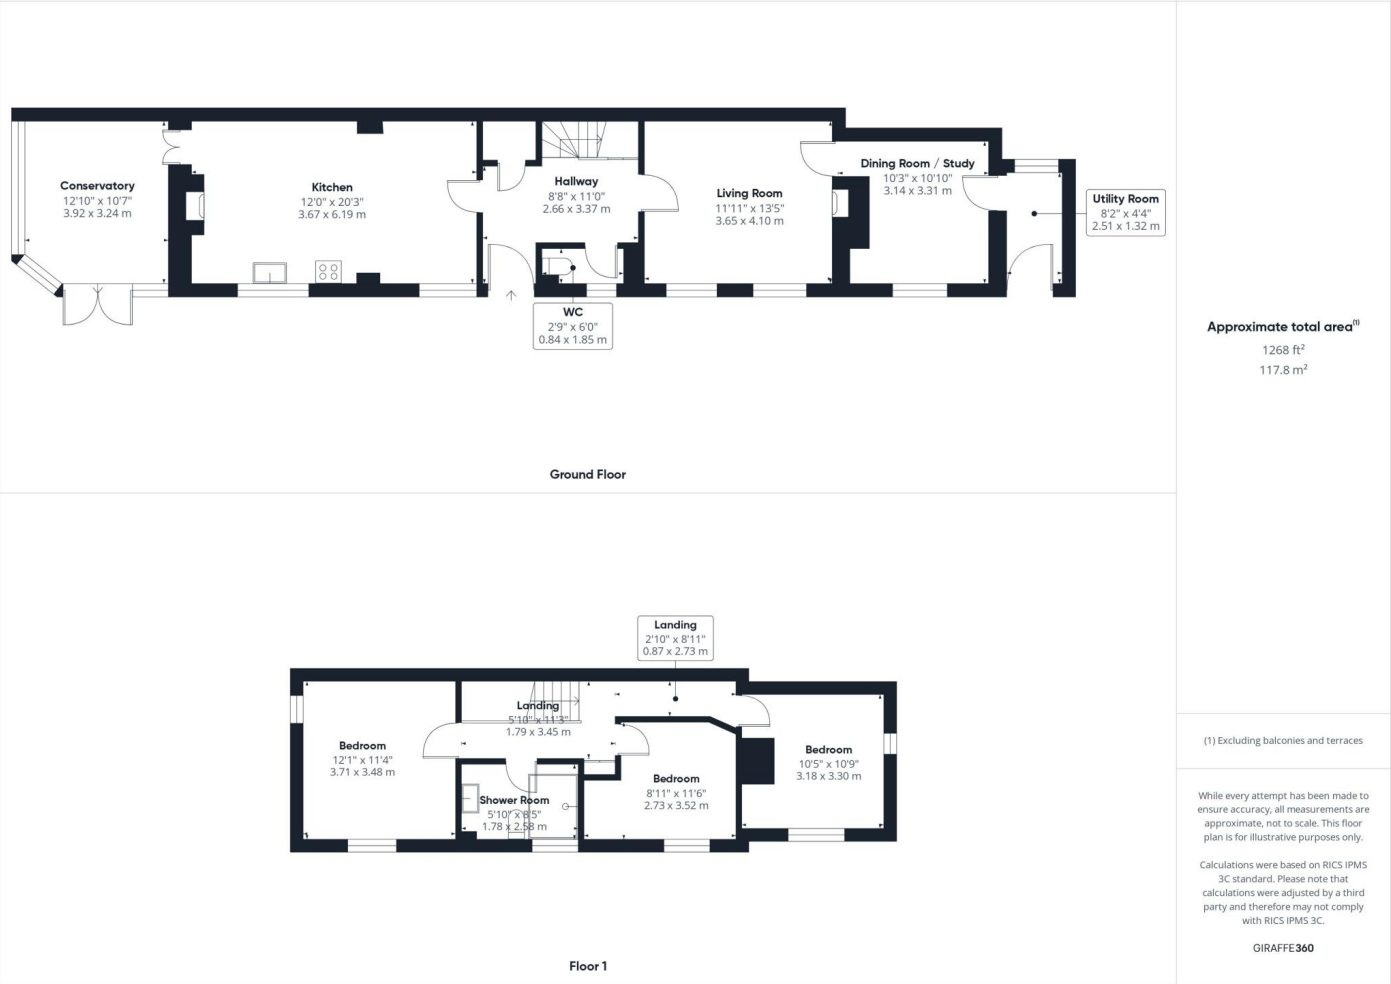 Conservatory
12'10" x 10'7"
3.92 x 3.24 m
Kitchen
12'0" x 20'3"
3.67 x 6.19 m
Hallway
8'8" x 11'0"
2.66 x 3.37 m
Living Room
11'11" x 13'5"
3.65 x 4.10 m
Dining Room / Study
10'3" x 10'10"
3.14 x 3.31 m
Utility Room
8'2" x 4'4"
2.51 x 1.32 m
WC
2'9" x 6'0"
0.84 x 1.85 m
Ground Floor
Landing
2'10" x 8'11"
0.87 x 2.73 m
Landing
5'10" x 11'3"
1.79 x 3.45 m
Bedroom
12'1" x 11'4"
3.71 x 3.48 m
Shower Room
5'10" x 8'5"
1.78 x 2.58 m
Bedroom
8'11" x 11'6"
2.73 x 3.52 m
Bedroom
10'5" x 10'9"
3.18 x 3.30 m
Floor 1
Approximate total area(1)
1268 ft²
117.8 m²
(1) Excluding balconies and terraces
While every attempt has been made to
ensure accuracy, all measurements are
approximate, not to scale. This floor
plan is for illustrative purposes only.
Calculations were based on RICS IPMS
3C standard. Please note that
calculations were adjusted by a third
party and therefore may not comply
with RICS IPMS 3C.
GIRAFFE360